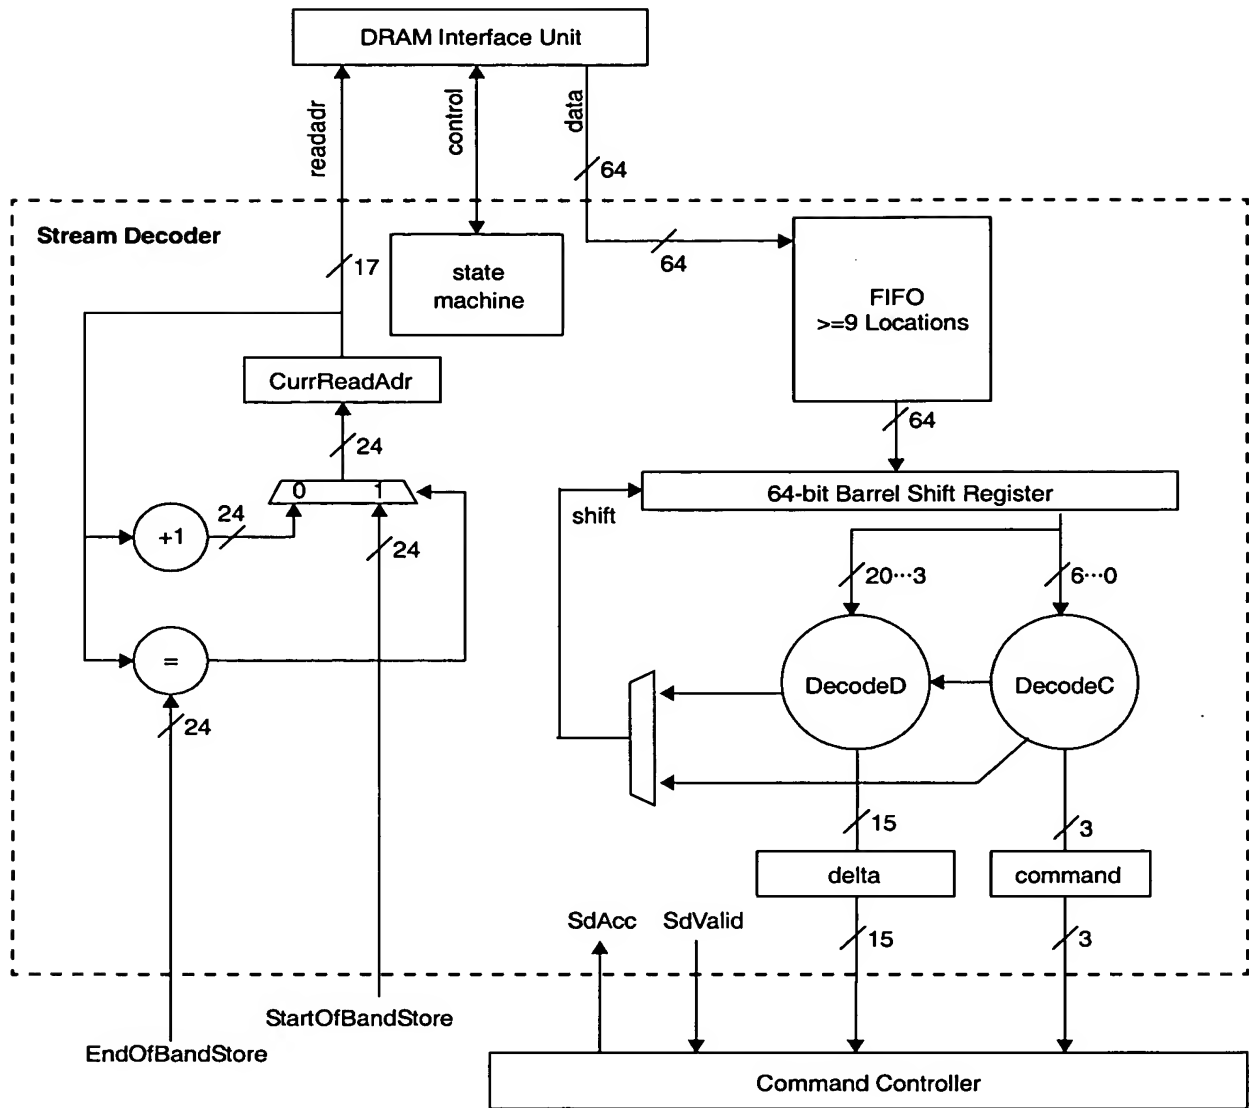 DRAM Interface Unit
readadr
control
data
64
Stream Decoder
17
state
machine
64
FIFO
>=9 Locations
CurrReadAdr
24
64
0 1
64-bit Barrel Shift Register
shift
+1
24
24
20···3
6···0
=
DecodeD
DecodeC
24
15
3
delta
command
SdAcc
SdValid
15
3
StartOfBandStore
EndOfBandStore
Command Controller